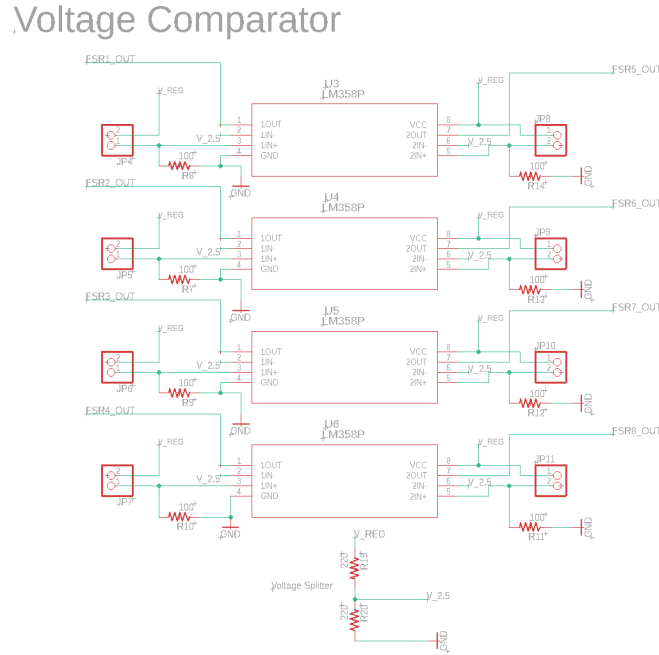 Voltage Comparator
FSR1_OUT
V_REG
2
1
JP4
100
R8
V_2.5
GND
U3
LM358P
1 1OUT
2 1IN-
3 1IN+
4 GND
VCC 8
2OUT 7
2IN- 6
2IN+ 5
V_REG
V_2.5
FSR5_OUT
JP8
1
2
100
R14
GND
FSR2_OUT
V_REG
2
1
JP5
100
R7
V_2.5
GND
U4
LM358P
1 1OUT
2 1IN-
3 1IN+
4 GND
VCC 8
2OUT 7
2IN- 6
2IN+ 5
V_REG
V_2.5
FSR6_OUT
JP9
1
2
100
R13
GND
FSR3_OUT
V_REG
2
1
JP6
100
R9
V_2.5
GND
U5
LM358P
1 1OUT
2 1IN-
3 1IN+
4 GND
VCC 8
2OUT 7
2IN- 6
2IN+ 5
V_REG
V_2.5
FSR7_OUT
JP10
1
2
100
R12
GND
FSR4_OUT
V_REG
2
1
JP7
100
R10
V_2.5
GND
U6
LM358P
1 1OUT
2 1IN-
3 1IN+
4 GND
VCC 8
2OUT 7
2IN- 6
2IN+ 5
V_REG
V_2.5
FSR8_OUT
JP11
1
2
100
R11
GND
V_REG
220
R19
Voltage Splitter
V_2.5
220
R20
GND